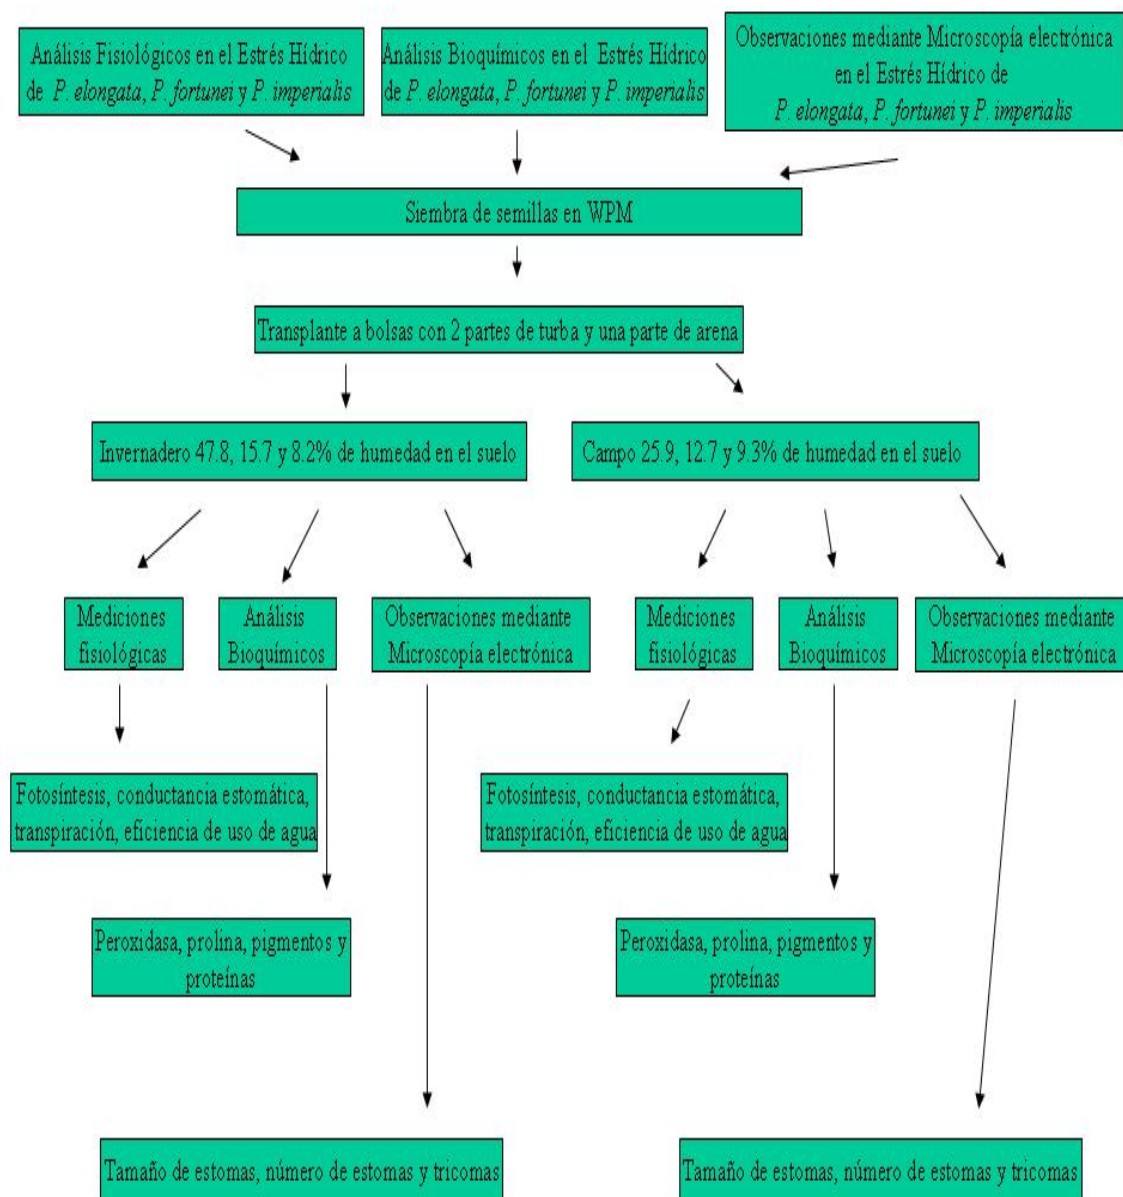 Análisis Fisiológicos en el Estrés Hídrico
de P. elongata, P. fortunei y P. imperialis
Análisis Bioquímicos en el Estrés Hídrico
de P. elongata, P. fortunei y P. imperialis
Observaciones mediante Microscopía electrónica
en el Estrés Hídrico de
P. elongata, P. fortunei y P. imperialis
Siembra de semillas en WPM
Transplante a bolsas con 2 partes de turba y una parte de arena
Invernadero 47.8, 15.7 y 8.2% de humedad en el suelo
Campo 25.9, 12.7 y 9.3% de humedad en el suelo
Mediciones
fisiológicas
Análisis
Bioquímicos
Observaciones mediante
Microscopía electrónica
Mediciones
fisiológicas
Análisis
Bioquímicos
Observaciones mediante
Microscopía electrónica
Fotosíntesis, conductancia estomática,
transpiración, eficiencia de uso de agua
Fotosíntesis, conductancia estomática,
transpiración, eficiencia de uso de agua
Peroxidasa, prolina, pigmentos y
proteínas
Peroxidasa, prolina, pigmentos y
proteínas
Tamaño de estomas, número de estomas y tricomas
Tamaño de estomas, número de estomas y tricomas